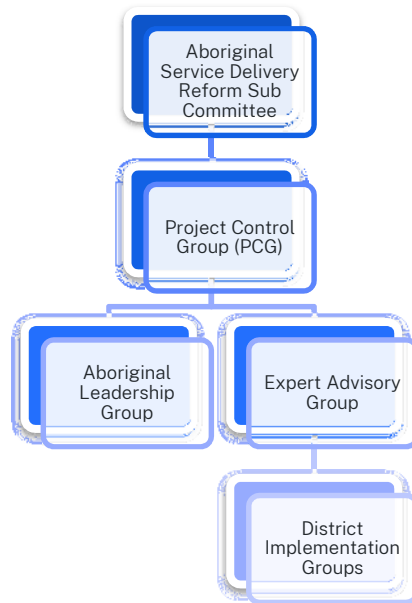 Aboriginal
Service Delivery
Reform Sub
Committee
Project Control
Group (PCG)
Aboriginal
Leadership
Group
Expert Advisory
Group
District
Implementation
Groups